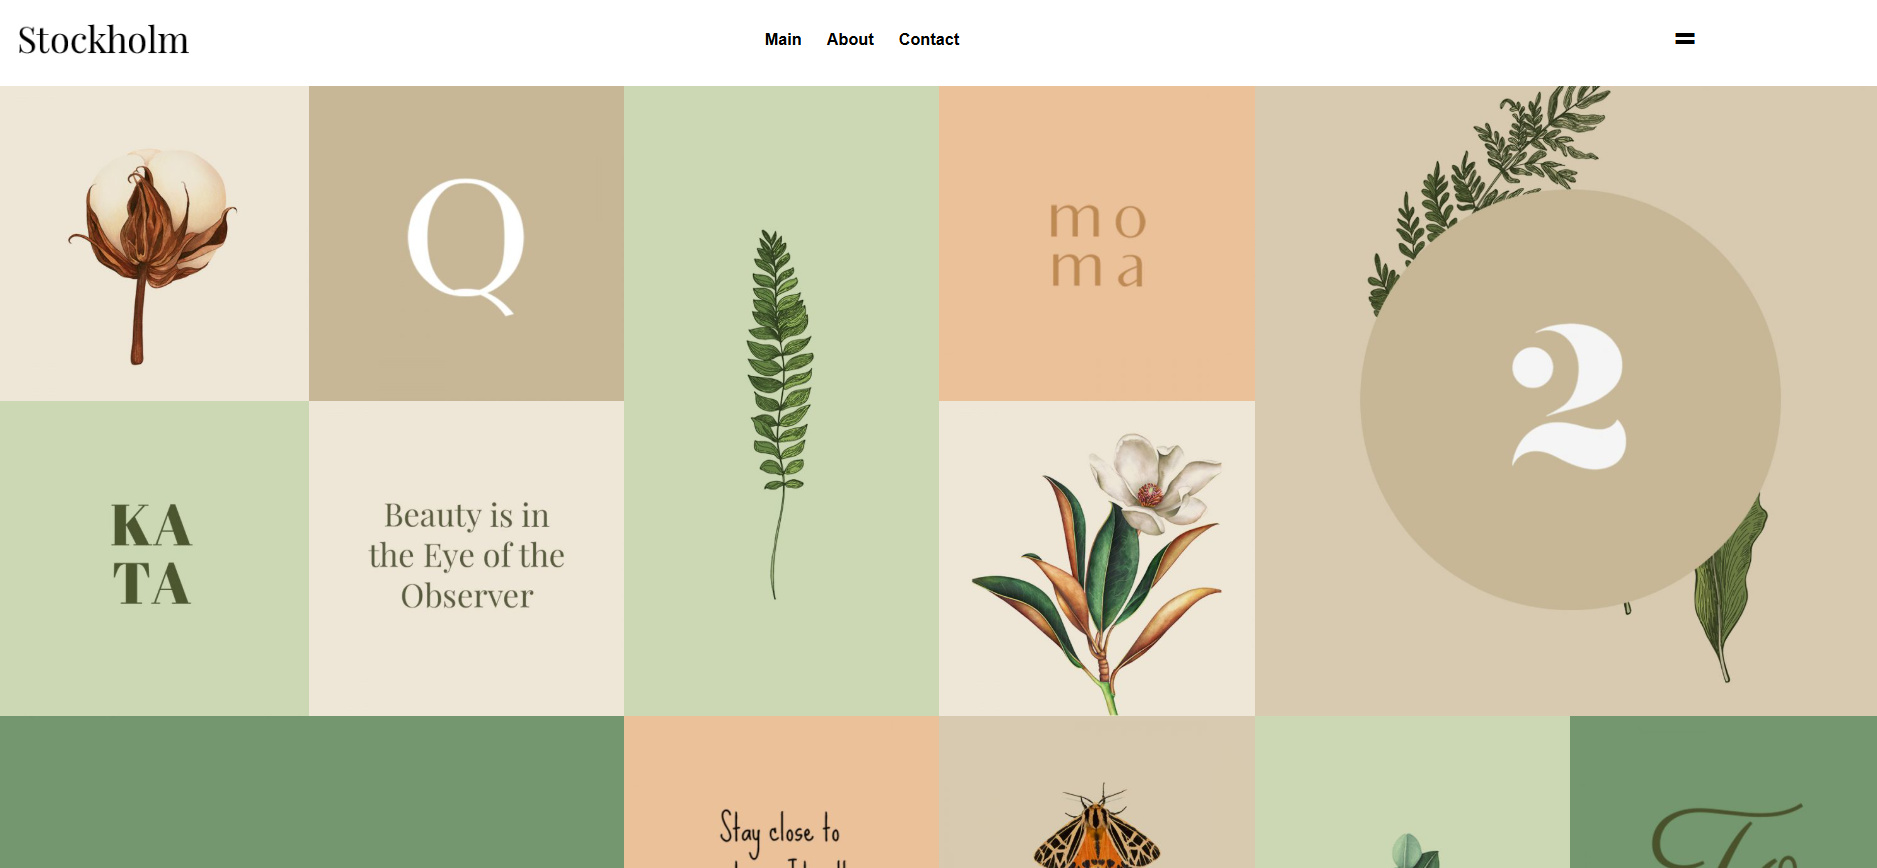 Stockholm
Main About Contact
Q
mo
ma
2
KA
TA
Beauty is in
the Eye of the
Observer
Stay close to
To